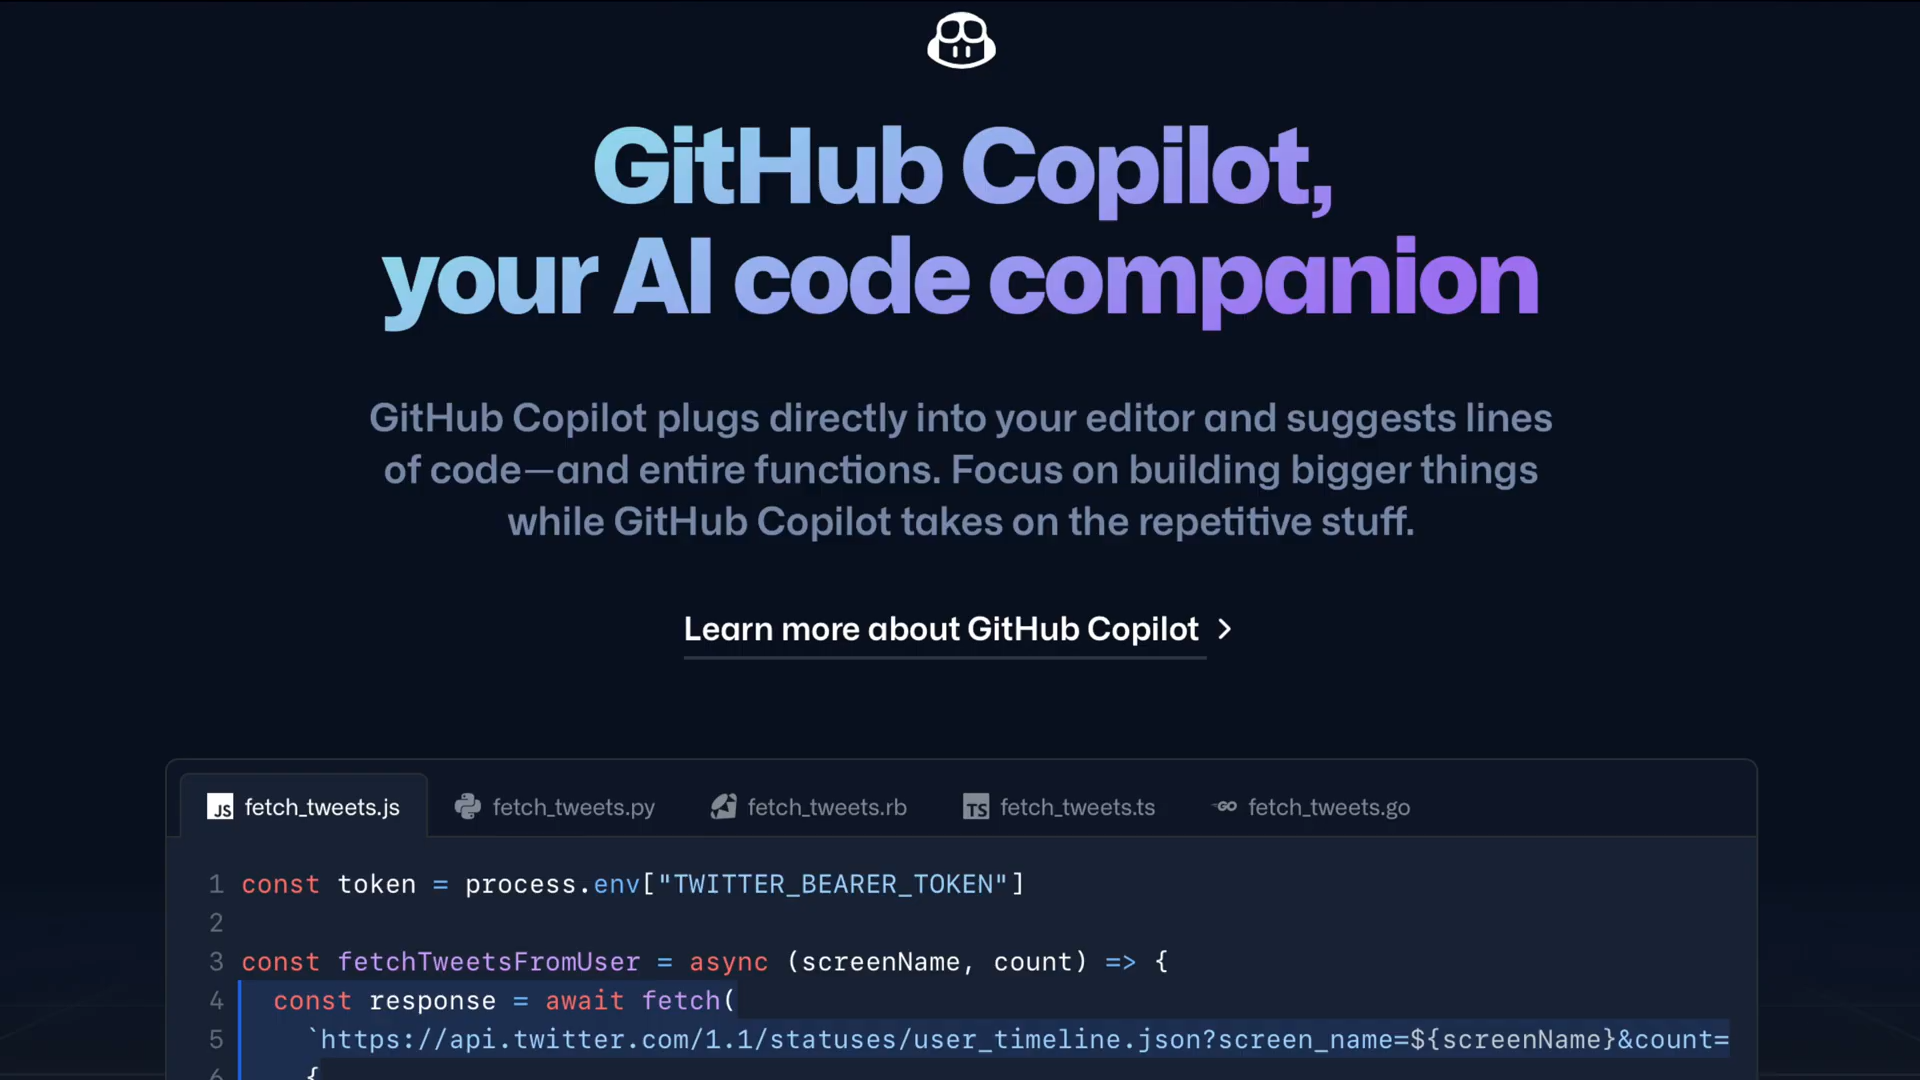 GitHub Copilot,
your AI code companion
GitHub Copilot plugs directly into your editor and suggests lines
of code—and entire functions. Focus on building bigger things
while GitHub Copilot takes on the repetitive stuff.
Learn more about GitHub Copilot
JS fetch_tweets.js fetch_tweets.py fetch_tweets.rb TS fetch_tweets.ts GO fetch_tweets.go
1 const token = process.env["TWITTER_BEARER_TOKEN"]
2
3 const fetchTweetsFromUser = async (screenName, count) => {
4 const response = await fetch(
5 `https://api.twitter.com/1.1/statuses/user_timeline.json?screen_name=${screenName}&count=
6 {